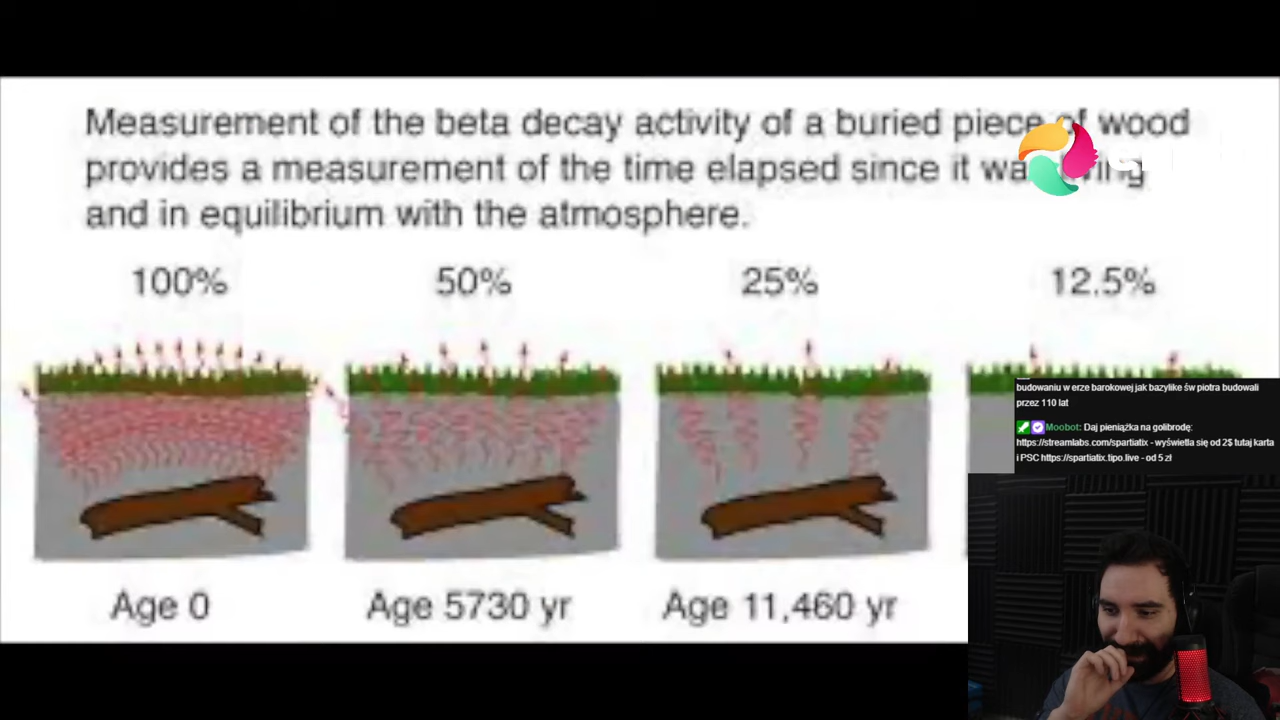 Measurement of the beta decay activity of a buried piece of wood
provides a measurement of the time elapsed since it was living
and in equilibrium with the atmosphere.
100% 50% 25% 12.5%
budowaniu w erze barokowej jak bazylike św piotra budowali
przez 110 lat
Moobot: Daj pieniążka na golibrodę:
https://streamlabs.com/spartiatix - wyświetla się od 2$ tutaj karta
i PSC https://spartiatix.tipo.live - od 5 zł
Age 0 Age 5730 yr Age 11,460 yr